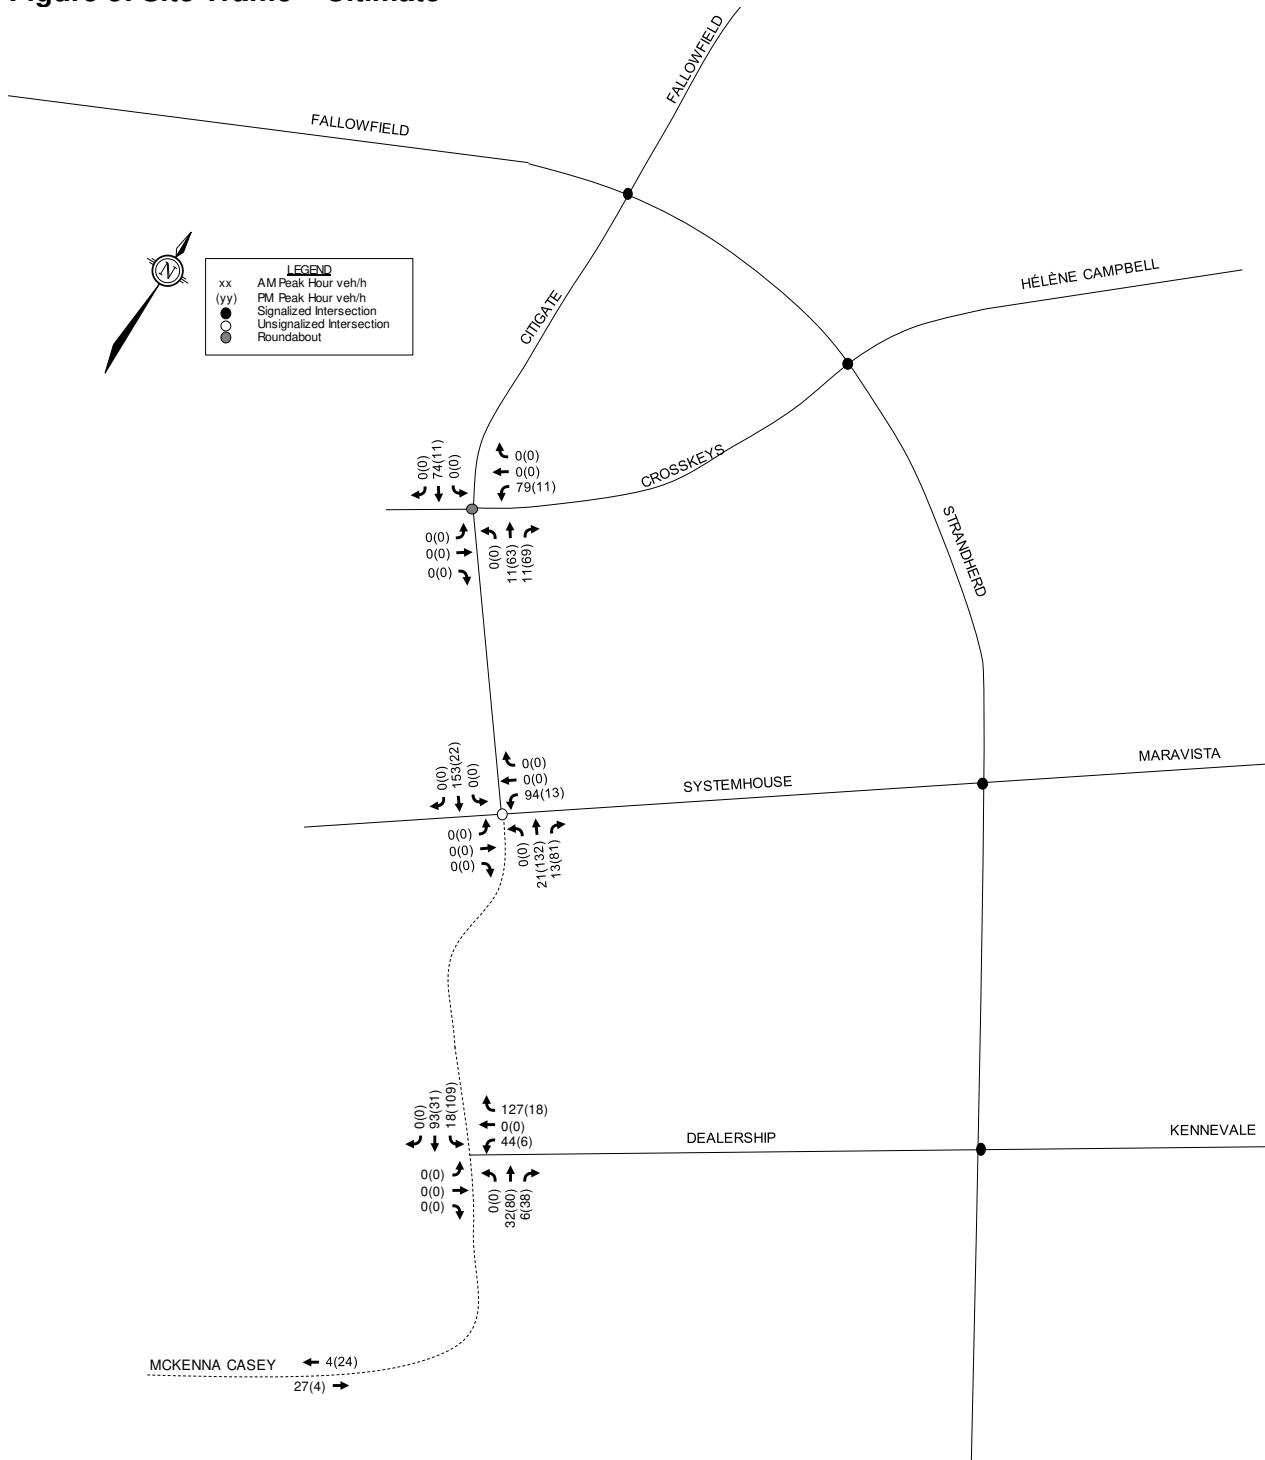 FALLOWFIELD
FALLOWFIELD
N
LEGEND
xx AM Peak Hour veh/h
(yy) PM Peak Hour veh/h
Signalized Intersection
Unsignalized Intersection
Roundabout
HÉLÈNE CAMPBELL
CITIGATE
CROSSKEYS
STRANDHERD
0(0)
74(11)
0(0)
0(0)
0(0)
79(11)
0(0)
0(0)
0(0)
0(0)
11(63)
11(69)
MARAVISTA
SYSTEMHOUSE
0(0)
153(22)
0(0)
0(0)
0(0)
94(13)
0(0)
0(0)
0(0)
0(0)
21(132)
13(81)
0(0)
93(31)
18(109)
127(18)
0(0)
44(6)
DEALERSHIP
KENNEVALE
0(0)
0(0)
0(0)
0(0)
32(80)
6(38)
MCKENNA CASEY
4(24)
27(4)